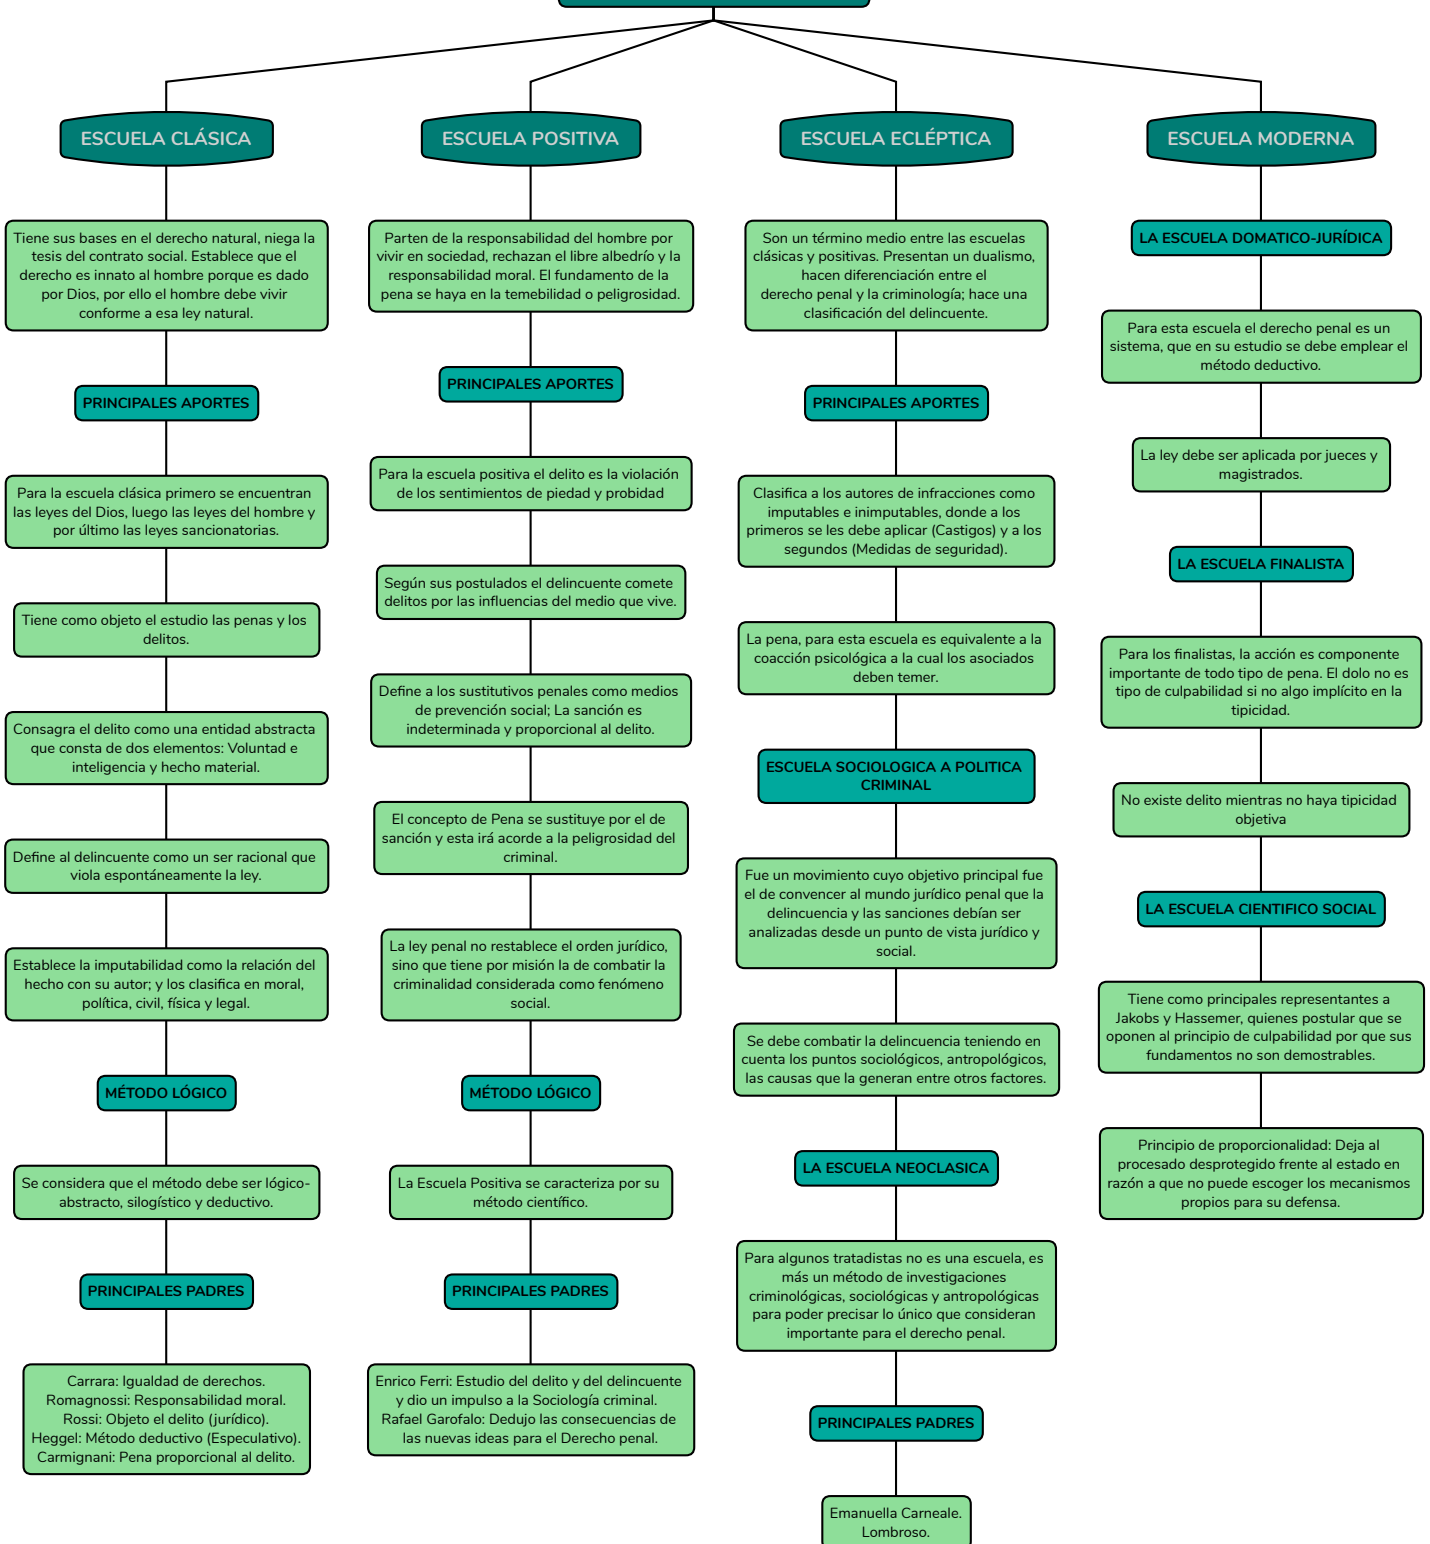 ESCUELA CLÁSICA
Tiene sus bases en el derecho natural, niega la
tesis del contrato social. Establece que el
derecho es innato al hombre porque es dado
por Dios, por ello el hombre debe vivir
conforme a esa ley natural.
PRINCIPALES APORTES
Para la escuela clásica primero se encuentran
las leyes del Dios, luego las leyes del hombre y
por último las leyes sancionatorias.
Tiene como objeto el estudio las penas y los
delitos.
Consagra el delito como una entidad abstracta
que consta de dos elementos: Voluntad e
inteligencia y hecho material.
Define al delincuente como un ser racional que
viola espontáneamente la ley.
Establece la imputabilidad como la relación del
hecho con su autor; y los clasifica en moral,
política, civil, física y legal.
MÉTODO LÓGICO
Se considera que el método debe ser lógico-
abstracto, silogístico y deductivo.
PRINCIPALES PADRES
Carrara: Igualdad de derechos.
Romagnossi: Responsabilidad moral.
Rossi: Objeto el delito (jurídico).
Heggel: Método deductivo (Especulativo).
Carmignani: Pena proporcional al delito.
ESCUELA POSITIVA
Parten de la responsabilidad del hombre por
vivir en sociedad, rechazan el libre albedrío y la
responsabilidad moral. El fundamento de la
pena se haya en la temebilidad o peligrosidad.
PRINCIPALES APORTES
Para la escuela positiva el delito es la violación
de los sentimientos de piedad y probidad
Según sus postulados el delincuente comete
delitos por las influencias del medio que vive.
Define a los sustitutivos penales como medios
de prevención social; La sanción es
indeterminada y proporcional al delito.
El concepto de Pena se sustituye por el de
sanción y esta irá acorde a la peligrosidad del
criminal.
La ley penal no restablece el orden jurídico,
sino que tiene por misión la de combatir la
criminalidad considerada como fenómeno
social.
MÉTODO LÓGICO
La Escuela Positiva se caracteriza por su
método científico.
PRINCIPALES PADRES
Enrico Ferri: Estudio del delito y del delincuente
y dio un impulso a la Sociología criminal.
Rafael Garofalo: Dedujo las consecuencias de
las nuevas ideas para el Derecho penal.
ESCUELA ECLÉPTICA
Son un término medio entre las escuelas
clásicas y positivas. Presentan un dualismo,
hacen diferenciación entre el
derecho penal y la criminología; hace una
clasificación del delincuente.
PRINCIPALES APORTES
Clasifica a los autores de infracciones como
imputables e inimputables, donde a los
primeros se les debe aplicar (Castigos) y a los
segundos (Medidas de seguridad).
La pena, para esta escuela es equivalente a la
coacción psicológica a la cual los asociados
deben temer.
ESCUELA SOCIOLOGICA A POLITICA
CRIMINAL
Fue un movimiento cuyo objetivo principal fue
el de convencer al mundo jurídico penal que la
delincuencia y las sanciones debían ser
analizadas desde un punto de vista jurídico y
social.
Se debe combatir la delincuencia teniendo en
cuenta los puntos sociológicos, antropológicos,
las causas que la generan entre otros factores.
LA ESCUELA NEOCLASICA
Para algunos tratadistas no es una escuela, es
más un método de investigaciones
criminológicas, sociológicas y antropológicas
para poder precisar lo único que consideran
importante para el derecho penal.
PRINCIPALES PADRES
Emanuella Carneale.
Lombroso.
ESCUELA MODERNA
LA ESCUELA DOMATICO-JURÍDICA
Para esta escuela el derecho penal es un
sistema, que en su estudio se debe emplear el
método deductivo.
La ley debe ser aplicada por jueces y
magistrados.
LA ESCUELA FINALISTA
Para los finalistas, la acción es componente
importante de todo tipo de pena. El dolo no es
tipo de culpabilidad si no algo implícito en la
tipicidad.
No existe delito mientras no haya tipicidad
objetiva
LA ESCUELA CIENTIFICO SOCIAL
Tiene como principales representantes a
Jakobs y Hassemer, quienes postular que se
oponen al principio de culpabilidad por que sus
fundamentos no son demostrables.
Principio de proporcionalidad: Deja al
procesado desprotegido frente al estado en
razón a que no puede escoger los mecanismos
propios para su defensa.